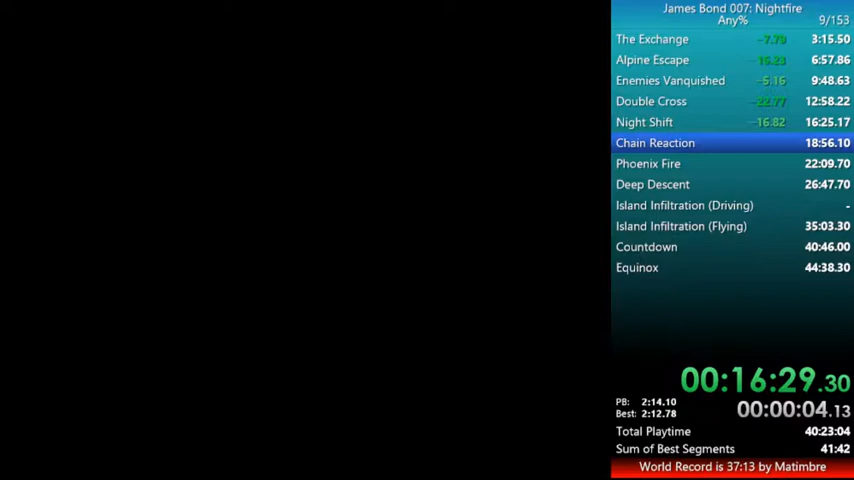 James Bond 007: Nightfire
Any% 9/153
The Exchange -7.70 3:15.50
Alpine Escape -15.23 6:57.86
Enemies Vanquished -5.16 9:48.63
Double Cross -22.77 12:58.22
Night Shift -16.82 16:25.17
Chain Reaction 18:56.10
Phoenix Fire 22:09.70
Deep Descent 26:47.70
Island Infiltration (Driving) -
Island Infiltration (Flying) 35:03.30
Countdown 40:46.00
Equinox 44:38.30
00:16:29.30
PB: 2:14.10
Best: 2:12.78
00:00:04.13
Total Playtime 40:23:04
Sum of Best Segments 41:42
World Record is 37:13 by Matimbre